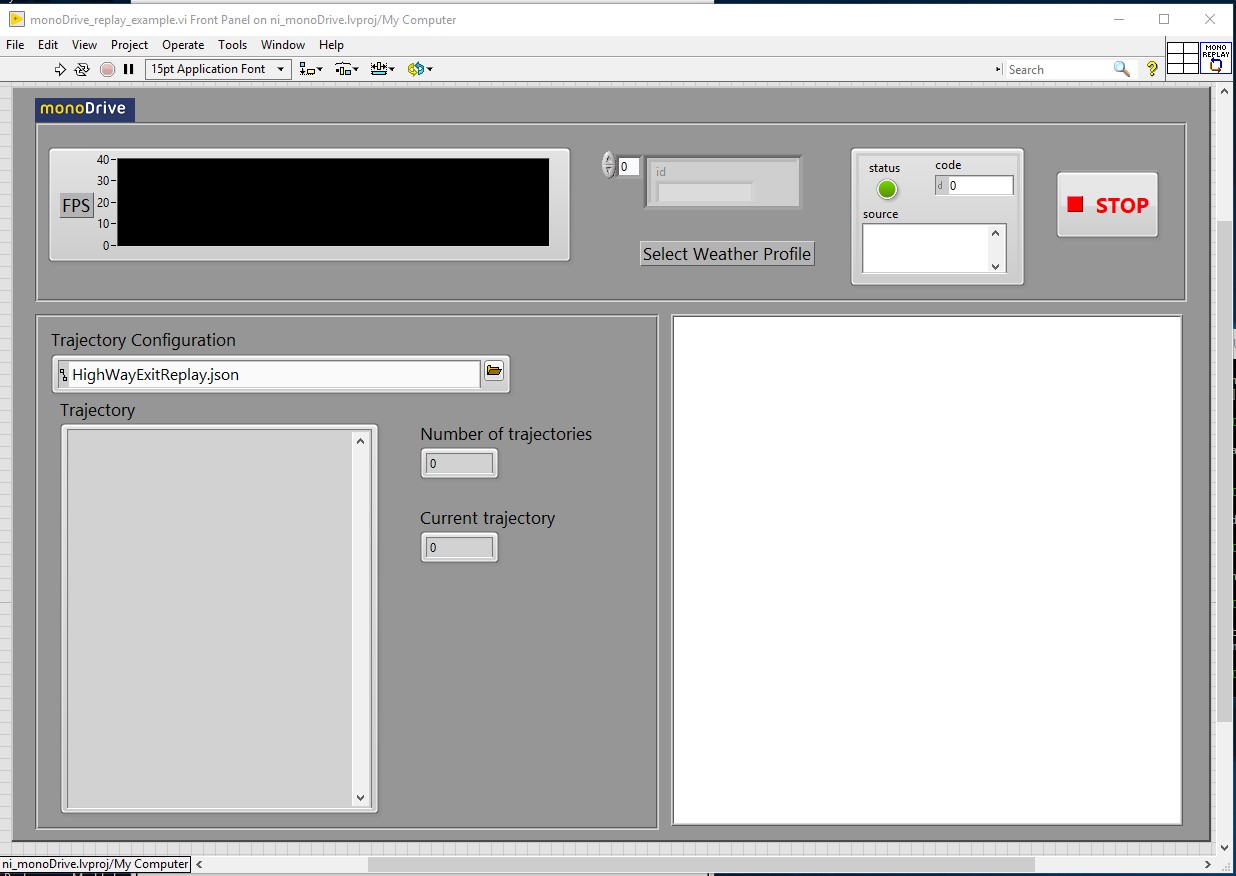 monoDrive_replay_example.vi Front Panel on ni_monoDrive.lvproj/My Computer
File Edit View Project Operate Tools Window Help
15pt Application Font
Search
?
MONO
REPLAY
monoDrive
FPS
40
30
20
10
0
0
id
Select Weather Profile
status
code
d 0
source
STOP
Trajectory Configuration
HighWayExitReplay.json
Trajectory
Number of trajectories
0
Current trajectory
0
ni_monoDrive.lvproj/My Computer